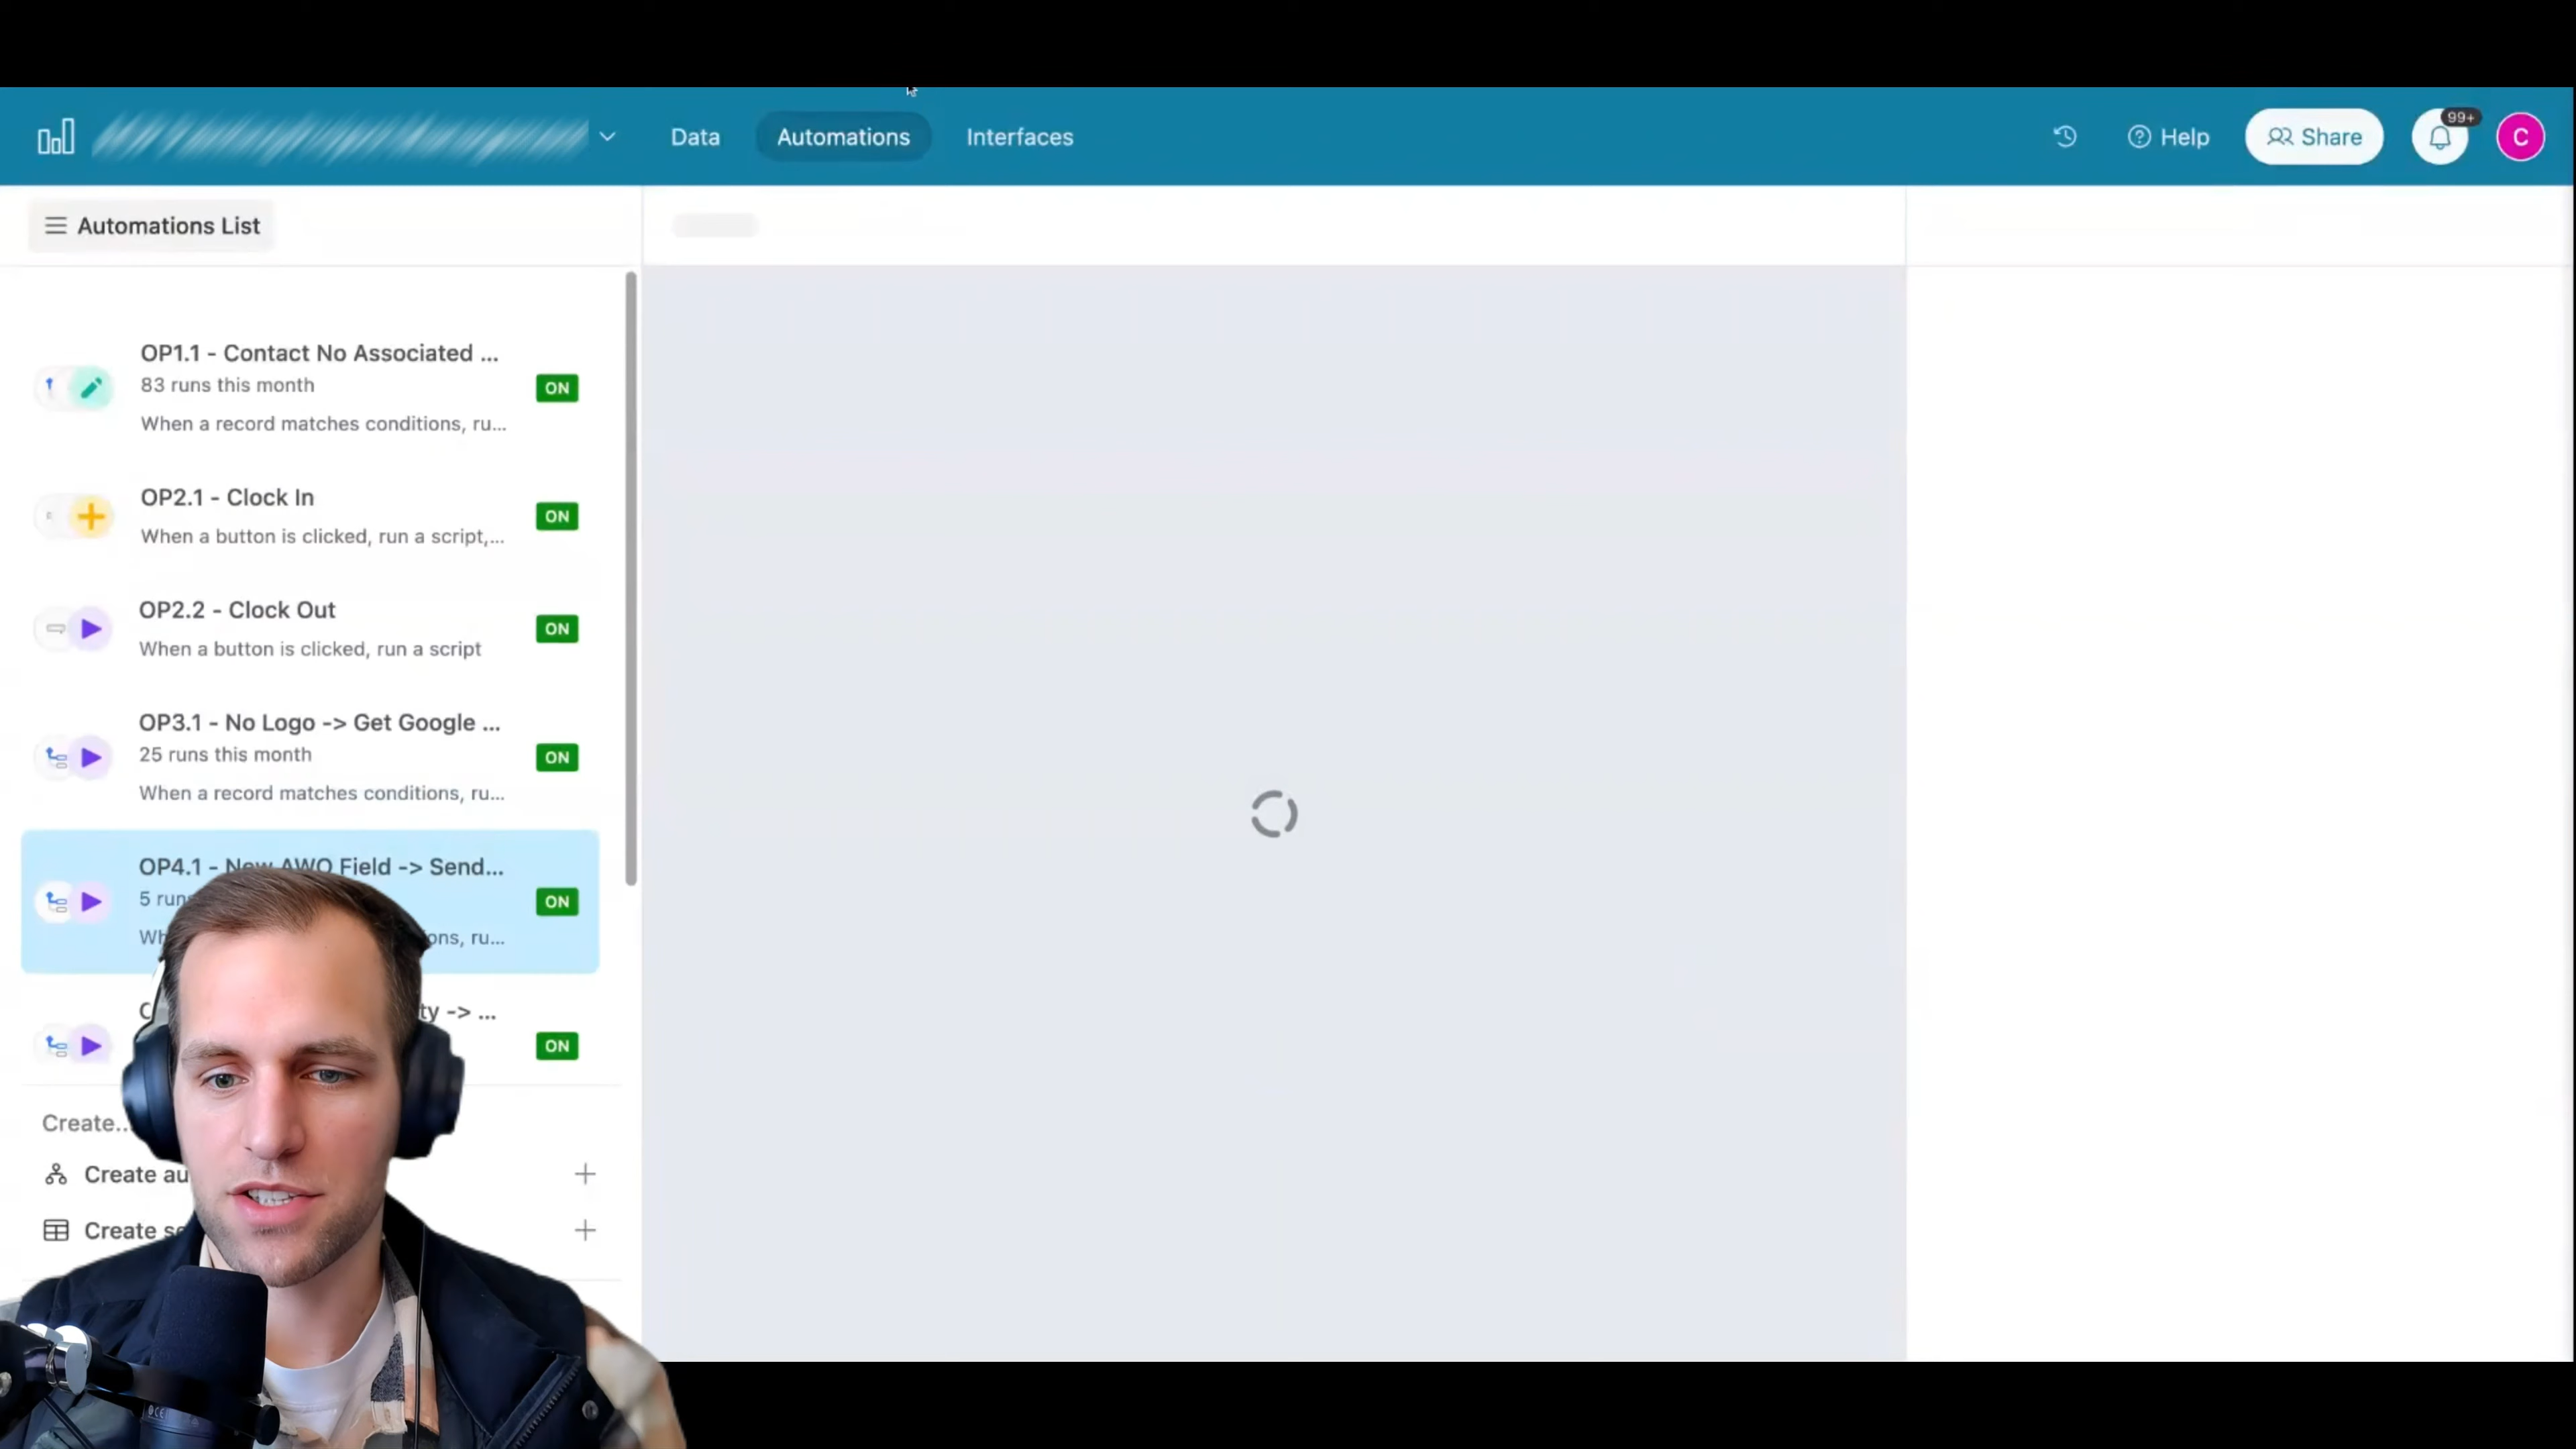 Data
Automations
Interfaces
Help
Share
99+
C
Automations List
OP1.1 - Contact No Associated ...
83 runs this month
When a record matches conditions, ru...
ON
OP2.1 - Clock In
When a button is clicked, run a script,...
ON
OP2.2 - Clock Out
When a button is clicked, run a script
ON
OP3.1 - No Logo -> Get Google ...
25 runs this month
When a record matches conditions, ru...
ON
OP4.1 - New AWO Field -> Send...
5 run
ons, ru...
ON
ty -> ...
ON
Create...
Create au
Create